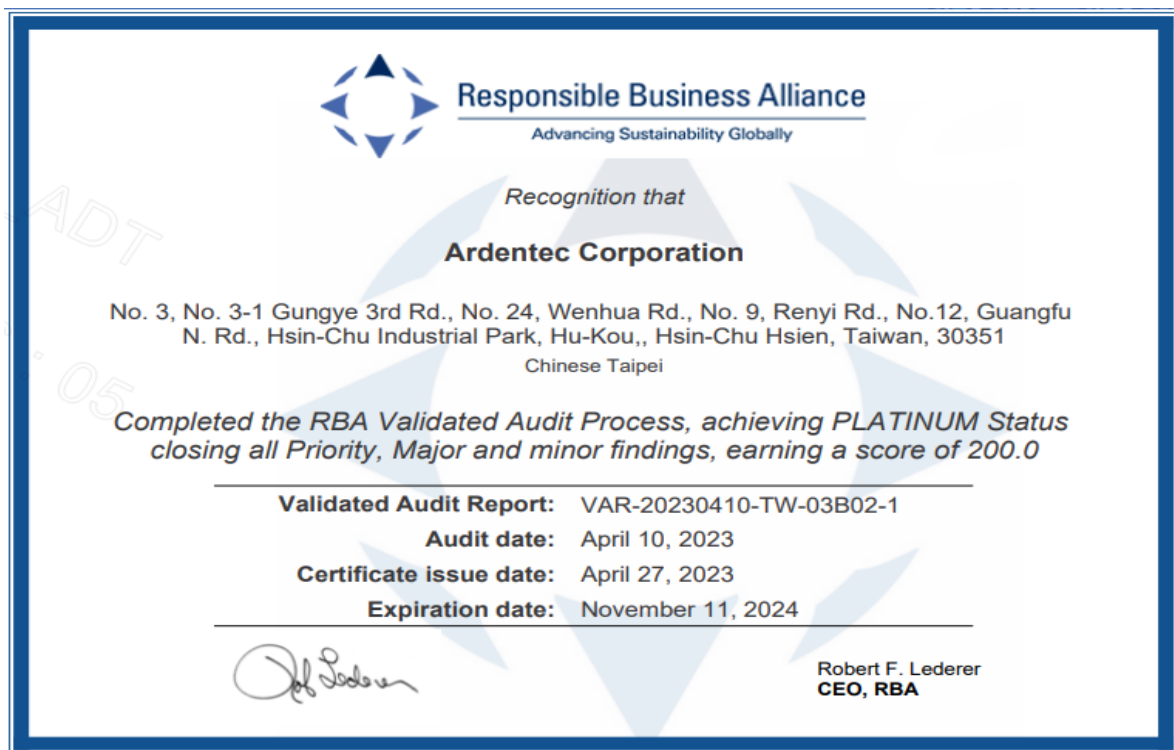 Responsible Business Alliance
Advancing Sustainability Globally
Recognition that
Ardentec Corporation
No. 3, No. 3-1 Gungye 3rd Rd., No. 24, Wenhua Rd., No. 9, Renyi Rd., No.12, Guangfu
N. Rd., Hsin-Chu Industrial Park, Hu-Kou,, Hsin-Chu Hsien, Taiwan, 30351
Chinese Taipei
ADT
05
Completed the RBA Validated Audit Process, achieving PLATINUM Status
closing all Priority, Major and minor findings, earning a score of 200.0
Validated Audit Report: VAR-20230410-TW-03B02-1
Audit date: April 10, 2023
Certificate issue date: April 27, 2023
Expiration date: November 11, 2024
Robert F. Lederer
CEO, RBA